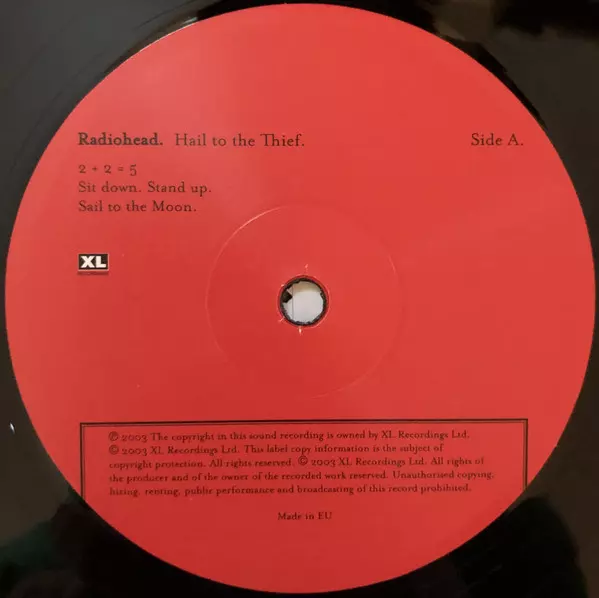 Radiohead. Hail to the Thief. Side A.
2 + 2 = 5
Sit down. Stand up.
Sail to the Moon.
XL
RECORDINGS
℗ 2003 The copyright in this sound recording is owned by XL Recordings Ltd.
© 2003 XL Recordings Ltd. This label copy information is the subject of
copyright protection. All rights reserved. © 2003 XL Recordings Ltd. All rights of
the producer and of the owner of the recorded work reserved. Unauthorised copying,
hiring, renting, public performance and broadcasting of this record prohibited.
Made in EU